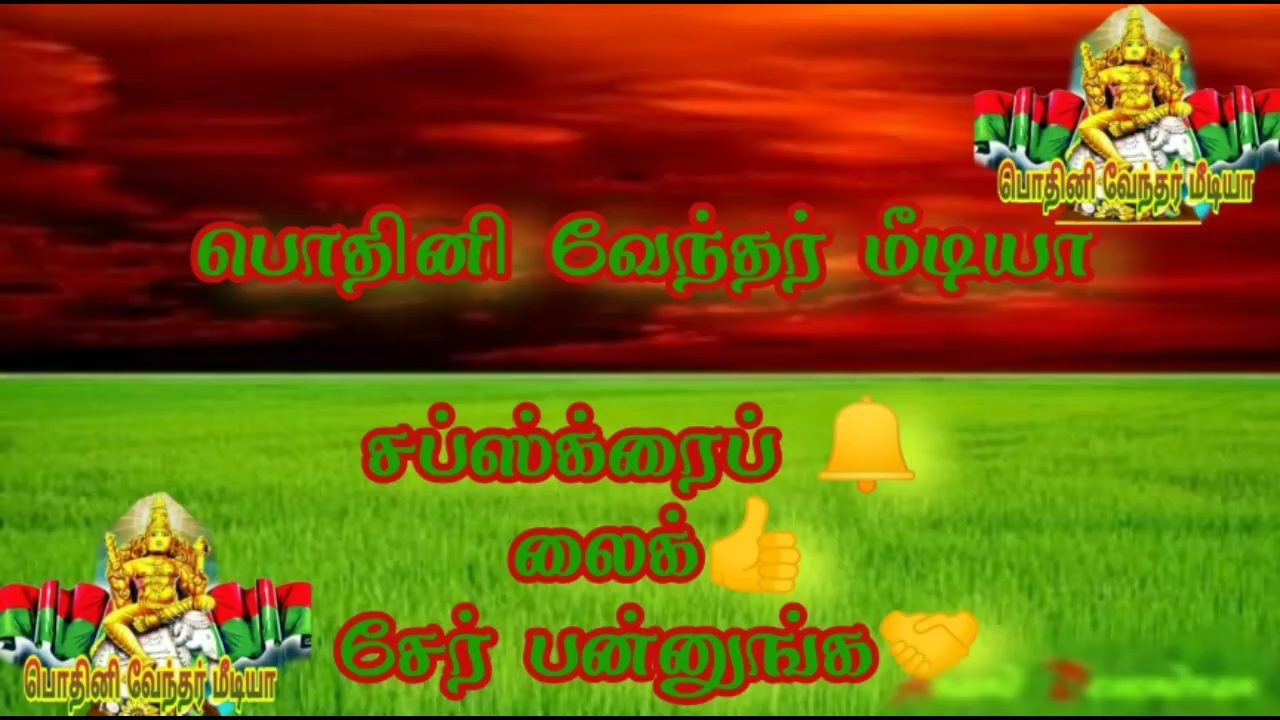 பொதினி வேந்தர் மீடியா
பொதினி வேந்தர் மீடியா
சப்ஸ்க்ரைப் 🔔
லைக்👍
சேர் பன்னுங்க🤝
பொதினி வேந்தர் மீடியா